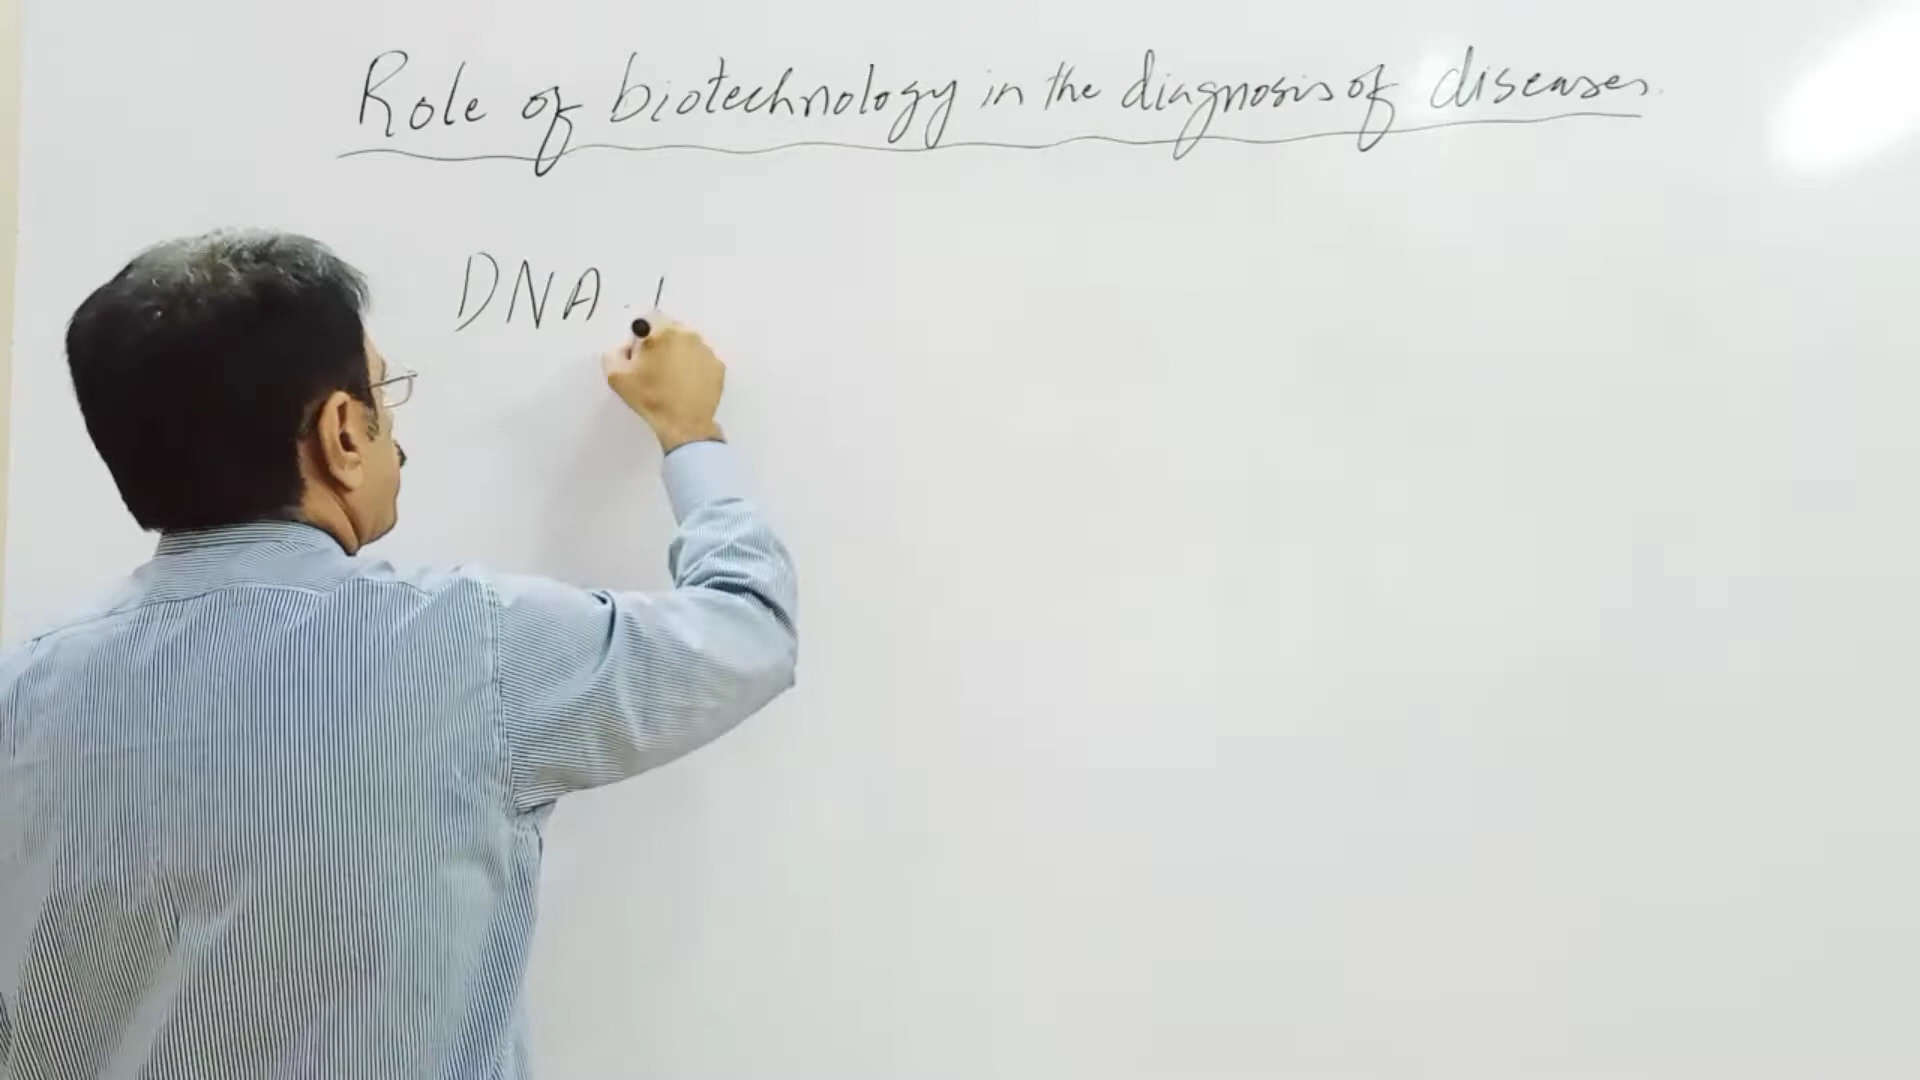 Role of biotechnology in the diagnosis of diseases.
DNA